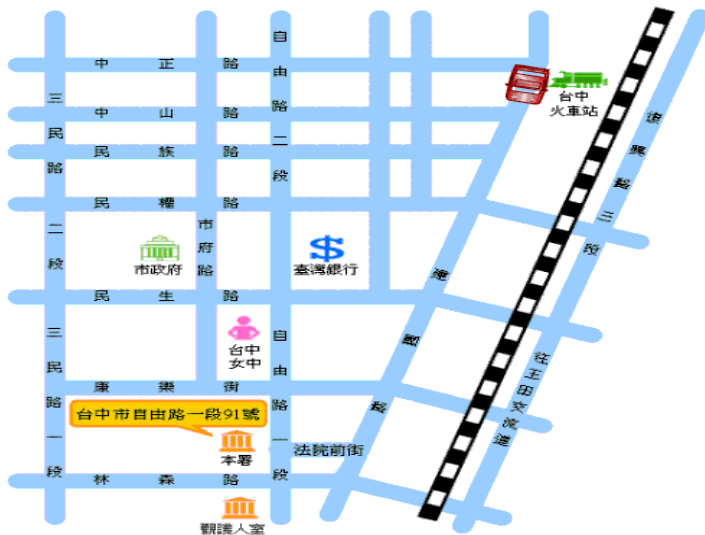 中正路
中山路
民族路
民權路
民生路
康樂街
林森路
三民路二段
三民路一段
市府路
自由路二段
自由路一段
建國路
復興路三段
往王田交流道
台中
火車站
市政府
臺灣銀行
台中
女中
台中市自由路一段91號
本署
法院前街
觀護人室